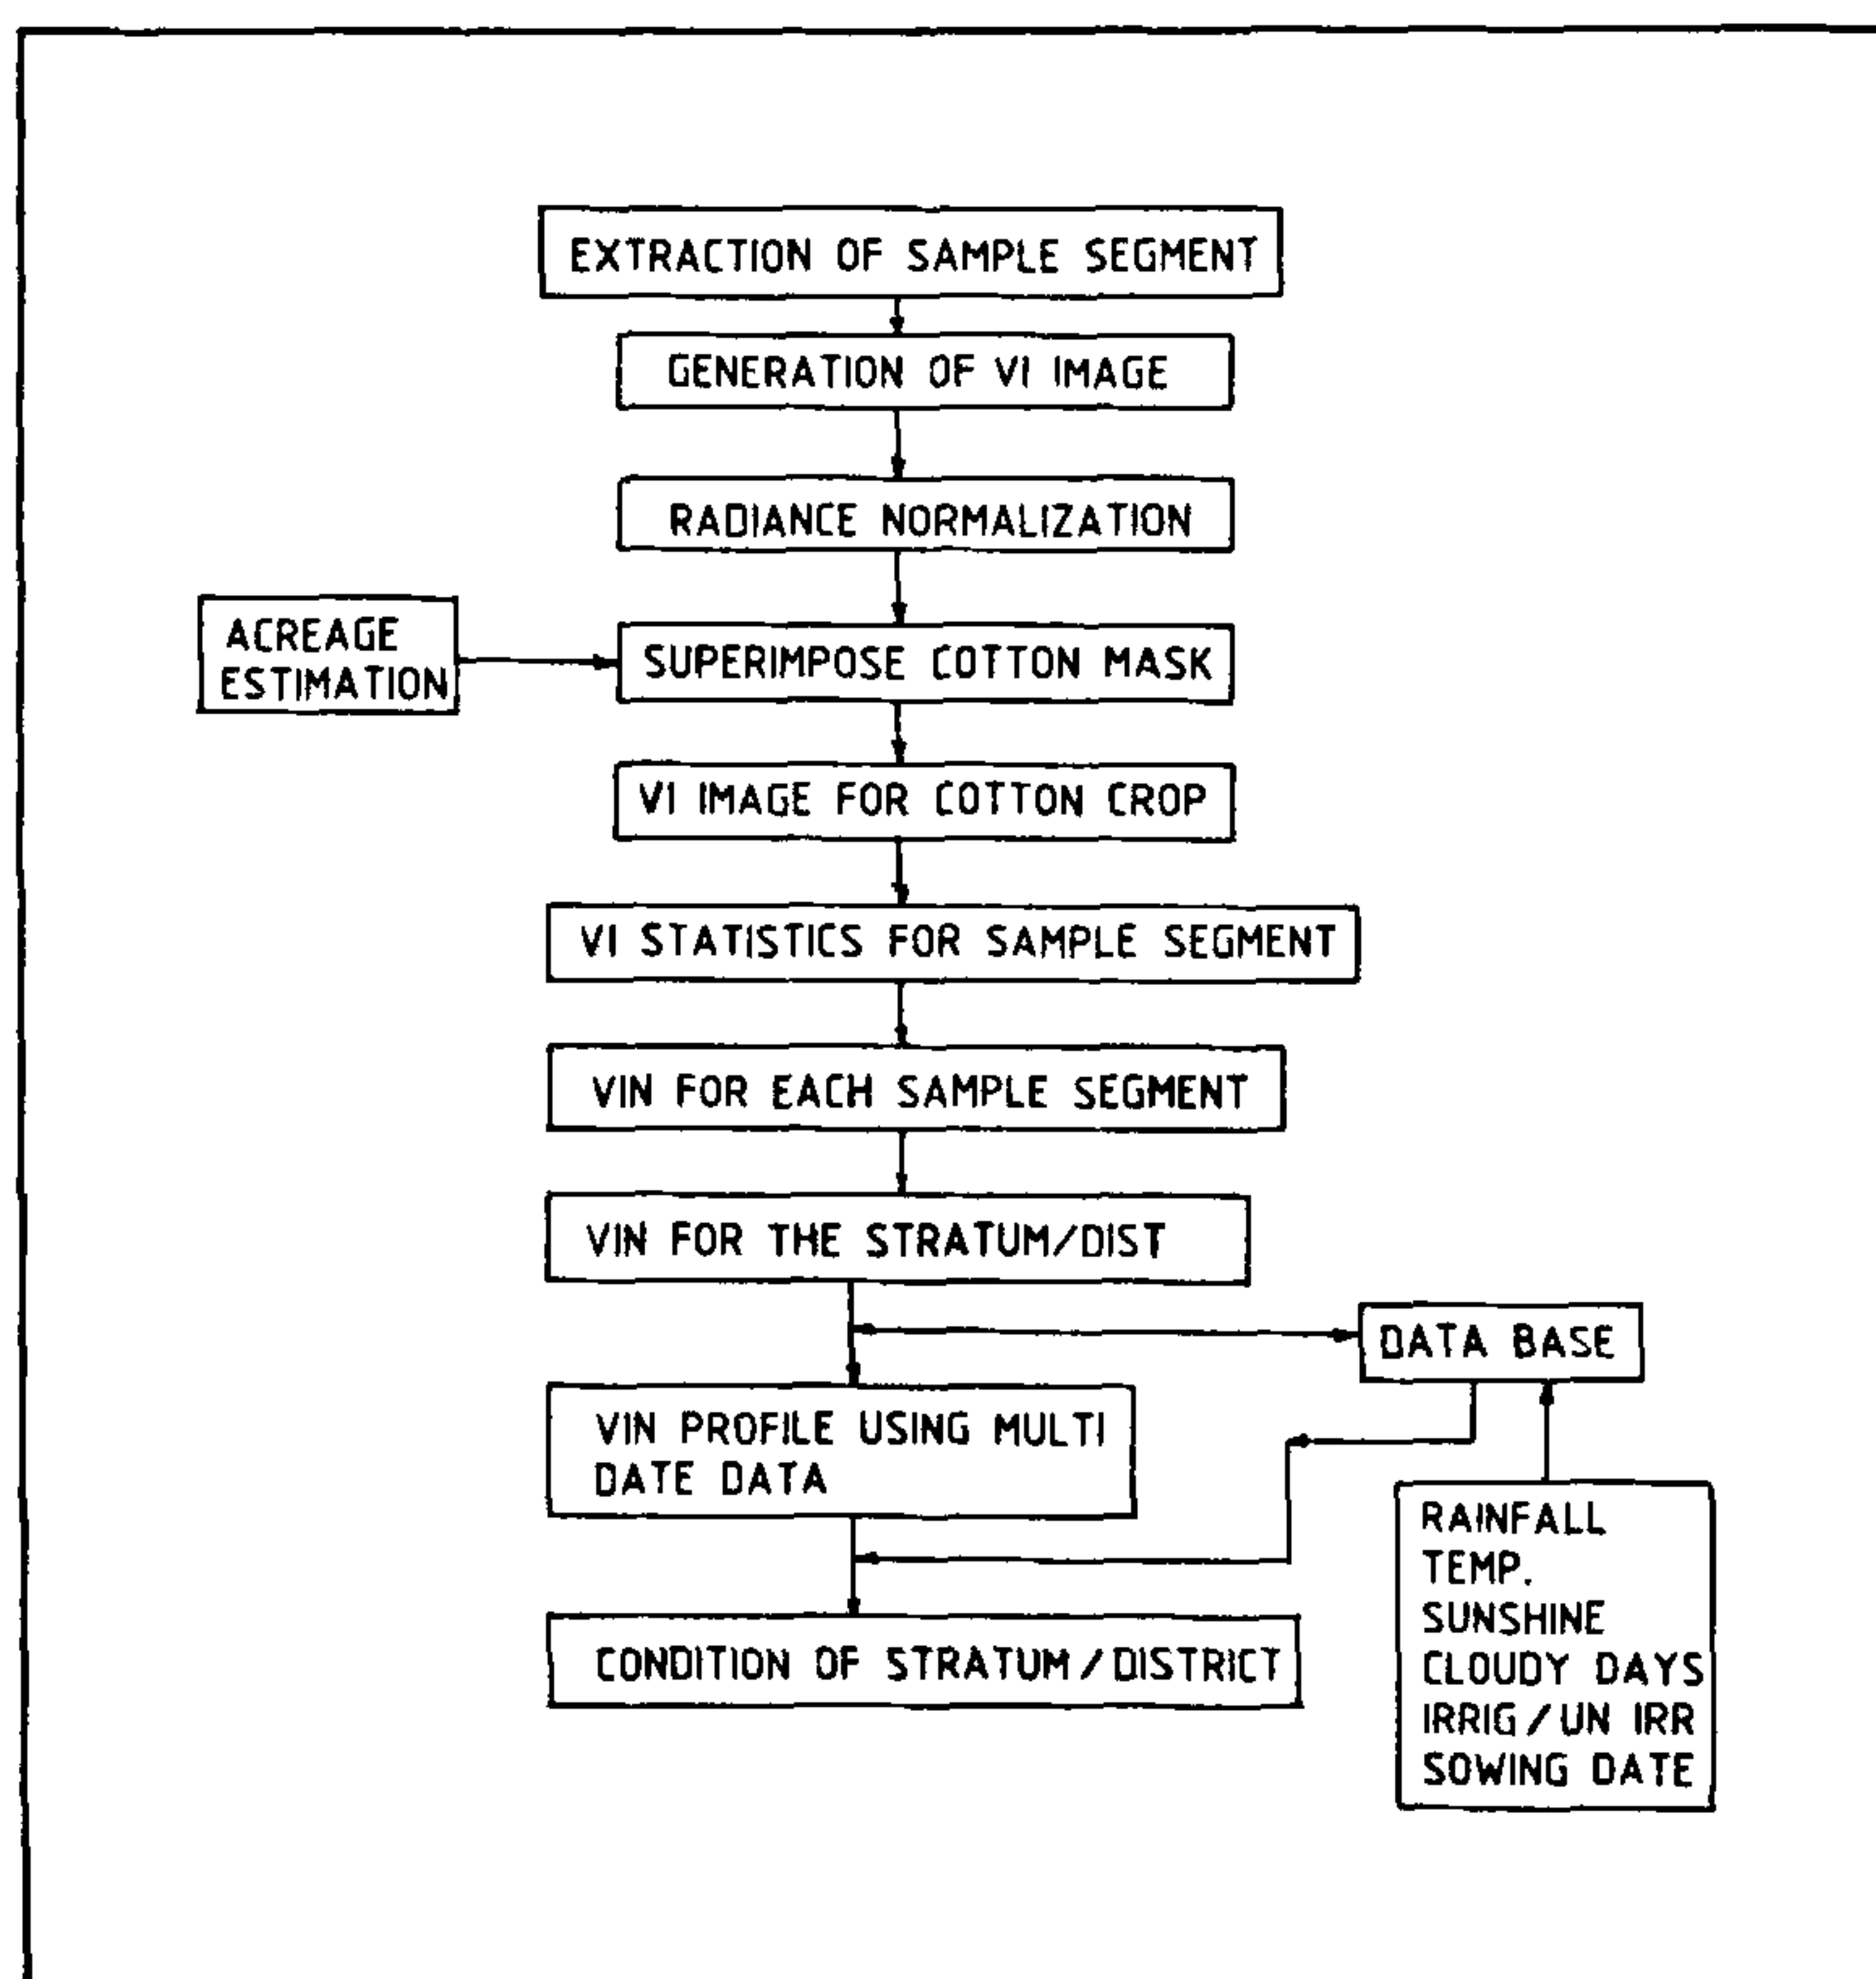 EXTRACTION OF SAMPLE SEGMENT
GENERATION OF VI IMAGE
RADIANCE NORMALIZATION
ACREAGE
ESTIMATION
SUPERIMPOSE COTTON MASK
VI IMAGE FOR COTTON CROP
VI STATISTICS FOR SAMPLE SEGMENT
VIN FOR EACH SAMPLE SEGMENT
VIN FOR THE STRATUM/DIST
DATA BASE
VIN PROFILE USING MULTI
DATE DATA
RAINFALL
TEMP.
SUNSHINE
CLOUDY DAYS
IRRIG/UN IRR
SOWING DATE
CONDITION OF STRATUM/DISTRICT